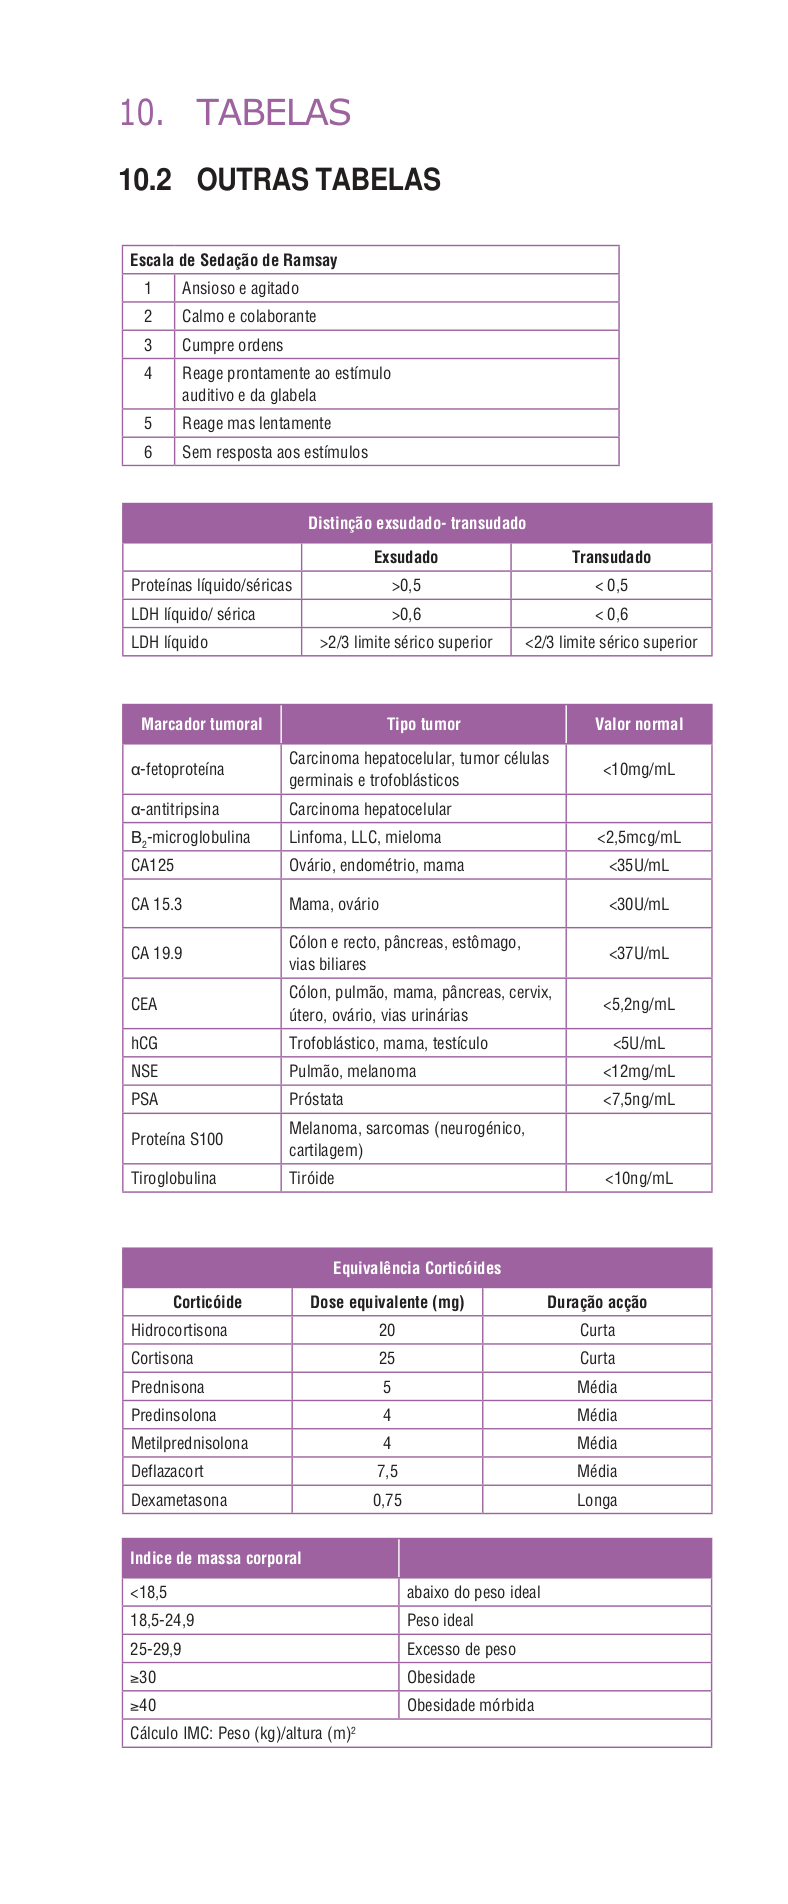 10. TABELAS
10.2 OUTRAS TABELAS
Escala de Sedação de Ramsay
1 Ansioso e agitado
2 Calmo e colaborante
3 Cumpre ordens
4 Reage prontamente ao estímulo
auditivo e da glabela
5 Reage mas lentamente
6 Sem resposta aos estímulos
Distinção exsudado- transudado
Exsudado Transudado
Proteínas líquido/séricas >0,5 < 0,5
LDH líquido/ sérica >0,6 < 0,6
LDH líquido >2/3 limite sérico superior <2/3 limite sérico superior
Marcador tumoral Tipo tumor Valor normal
α-fetoproteína Carcinoma hepatocelular, tumor células
germinais e trofoblásticos <10mg/mL
α-antitripsina Carcinoma hepatocelular
B2-microglobulina Linfoma, LLC, mieloma <2,5mcg/mL
CA125 Ovário, endométrio, mama <35U/mL
CA 15.3 Mama, ovário <30U/mL
CA 19.9 Cólon e recto, pâncreas, estômago,
vias biliares <37U/mL
CEA Cólon, pulmão, mama, pâncreas, cervix,
útero, ovário, vias urinárias <5,2ng/mL
hCG Trofoblástico, mama, testículo <5U/mL
NSE Pulmão, melanoma <12mg/mL
PSA Próstata <7,5ng/mL
Proteína S100 Melanoma, sarcomas (neurogénico,
cartilagem)
Tiroglobulina Tiróide <10ng/mL
Equivalência Corticóides
Corticóide Dose equivalente (mg) Duração acção
Hidrocortisona 20 Curta
Cortisona 25 Curta
Prednisona 5 Média
Predinsolona 4 Média
Metilprednisolona 4 Média
Deflazacort 7,5 Média
Dexametasona 0,75 Longa
Indice de massa corporal
<18,5 abaixo do peso ideal
18,5-24,9 Peso ideal
25-29,9 Excesso de peso
≥30 Obesidade
≥40 Obesidade mórbida
Cálculo IMC: Peso (kg)/altura (m)²